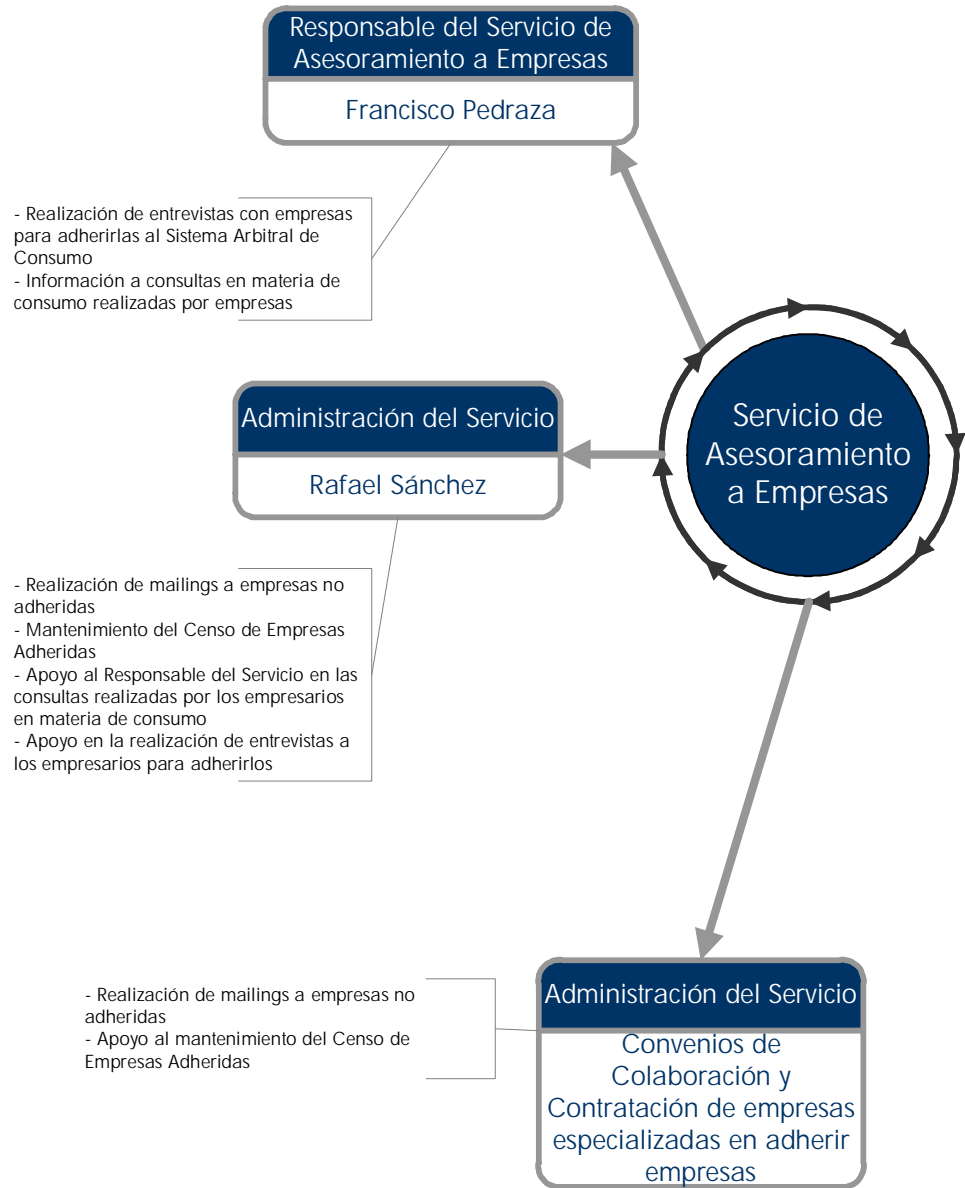 Responsable del Servicio de
Asesoramiento a Empresas
Francisco Pedraza
- Realización de entrevistas con empresas
para adherirlas al Sistema Arbitral de
Consumo
- Información a consultas en materia de
consumo realizadas por empresas
Servicio de
Asesoramiento
a Empresas
Administración del Servicio
Rafael Sánchez
- Realización de mailings a empresas no
adheridas
- Mantenimiento del Censo de Empresas
Adheridas
- Apoyo al Responsable del Servicio en las
consultas realizadas por los empresarios
en materia de consumo
- Apoyo en la realización de entrevistas a
los empresarios para adherirlos
- Realización de mailings a empresas no
adheridas
- Apoyo al mantenimiento del Censo de
Empresas Adheridas
Administración del Servicio
Convenios de
Colaboración y
Contratación de empresas
especializadas en adherir
empresas